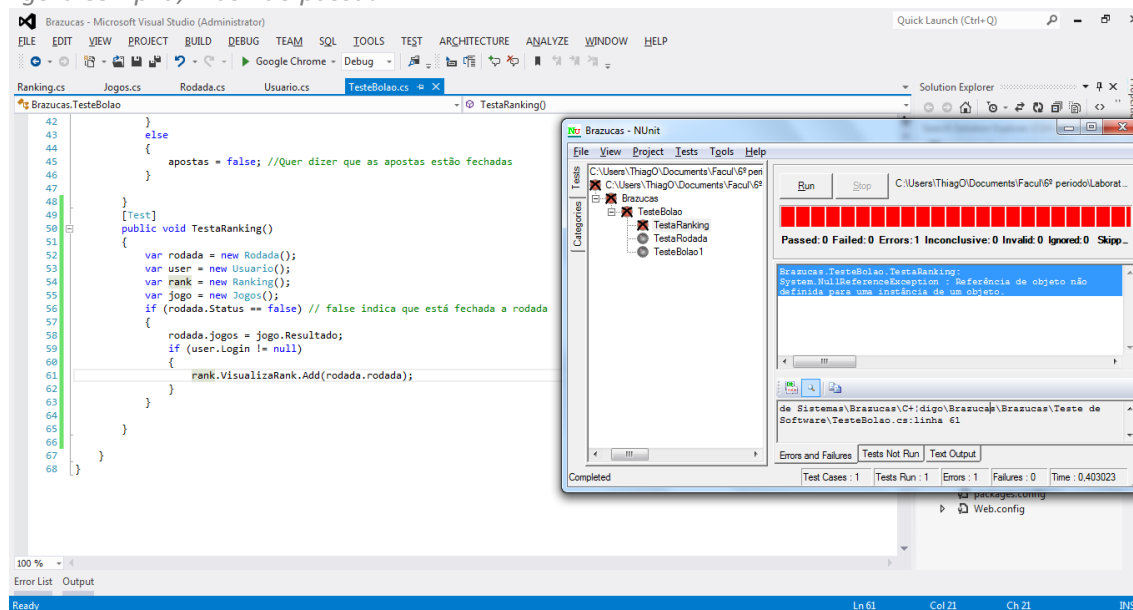 Brazucas - Microsoft Visual Studio (Administrator)
Quick Launch (Ctrl+Q)
FILE EDIT VIEW PROJECT BUILD DEBUG TEAM SQL TOOLS TEST ARCHITECTURE ANALYZE WINDOW HELP
Google Chrome Debug
Ranking.cs Jogos.cs Rodada.cs Usuario.cs TesteBolao.cs
Solution Explorer
Brazucas.TesteBolao
TestaRanking()
42 }
43 else
44 {
45 apostas = false; //Quer dizer que as apostas estão fechadas
46 }
47
48 }
49 [Test]
50 public void TestaRanking()
51 {
52 var rodada = new Rodada();
53 var user = new Usuario();
54 var rank = new Ranking();
55 var jogo = new Jogos();
56 if (rodada.Status == false) // false indica que está fechada a rodada
57 {
58 rodada.jogos = jogo.Resultado;
59 if (user.Login != null)
60 {
61 rank.VisualizaRank.Add(rodada.rodada);
62 }
63 }
64
65 }
66
67 }
68 }
100 %
Error List Output
Ready
Ln 61 Col 21 Ch 21 INS
Brazucas - NUnit
File View Project Tests Tools Help
Tests
Categories
C:\Users\ThiagO\Documents\Facul\6º peri
C:\Users\ThiagO\Documents\Facul\6º
Brazucas
TesteBolao
TestaRanking
TestaRodada
TesteBolao1
Run Stop C:\Users\ThiagO\Documents\Facul\6º periodo\Laborat...
Passed: 0 Failed: 0 Errors: 1 Inconclusive: 0 Invalid: 0 Ignored: 0 Skipp...
Brazucas.TesteBolao.TestaRanking:
System.NullReferenceException : Referência de objeto não
definida para uma instância de um objeto.
de Sistemas\Brazucas\C+¦digo\Brazucas\Brazucas\Teste de
Software\TesteBolao.cs:linha 61
Errors and Failures Tests Not Run Text Output
Completed
Test Cases : 1 Tests Run : 1 Errors : 1 Failures : 0 Time : 0,403023
packages.config
Web.config